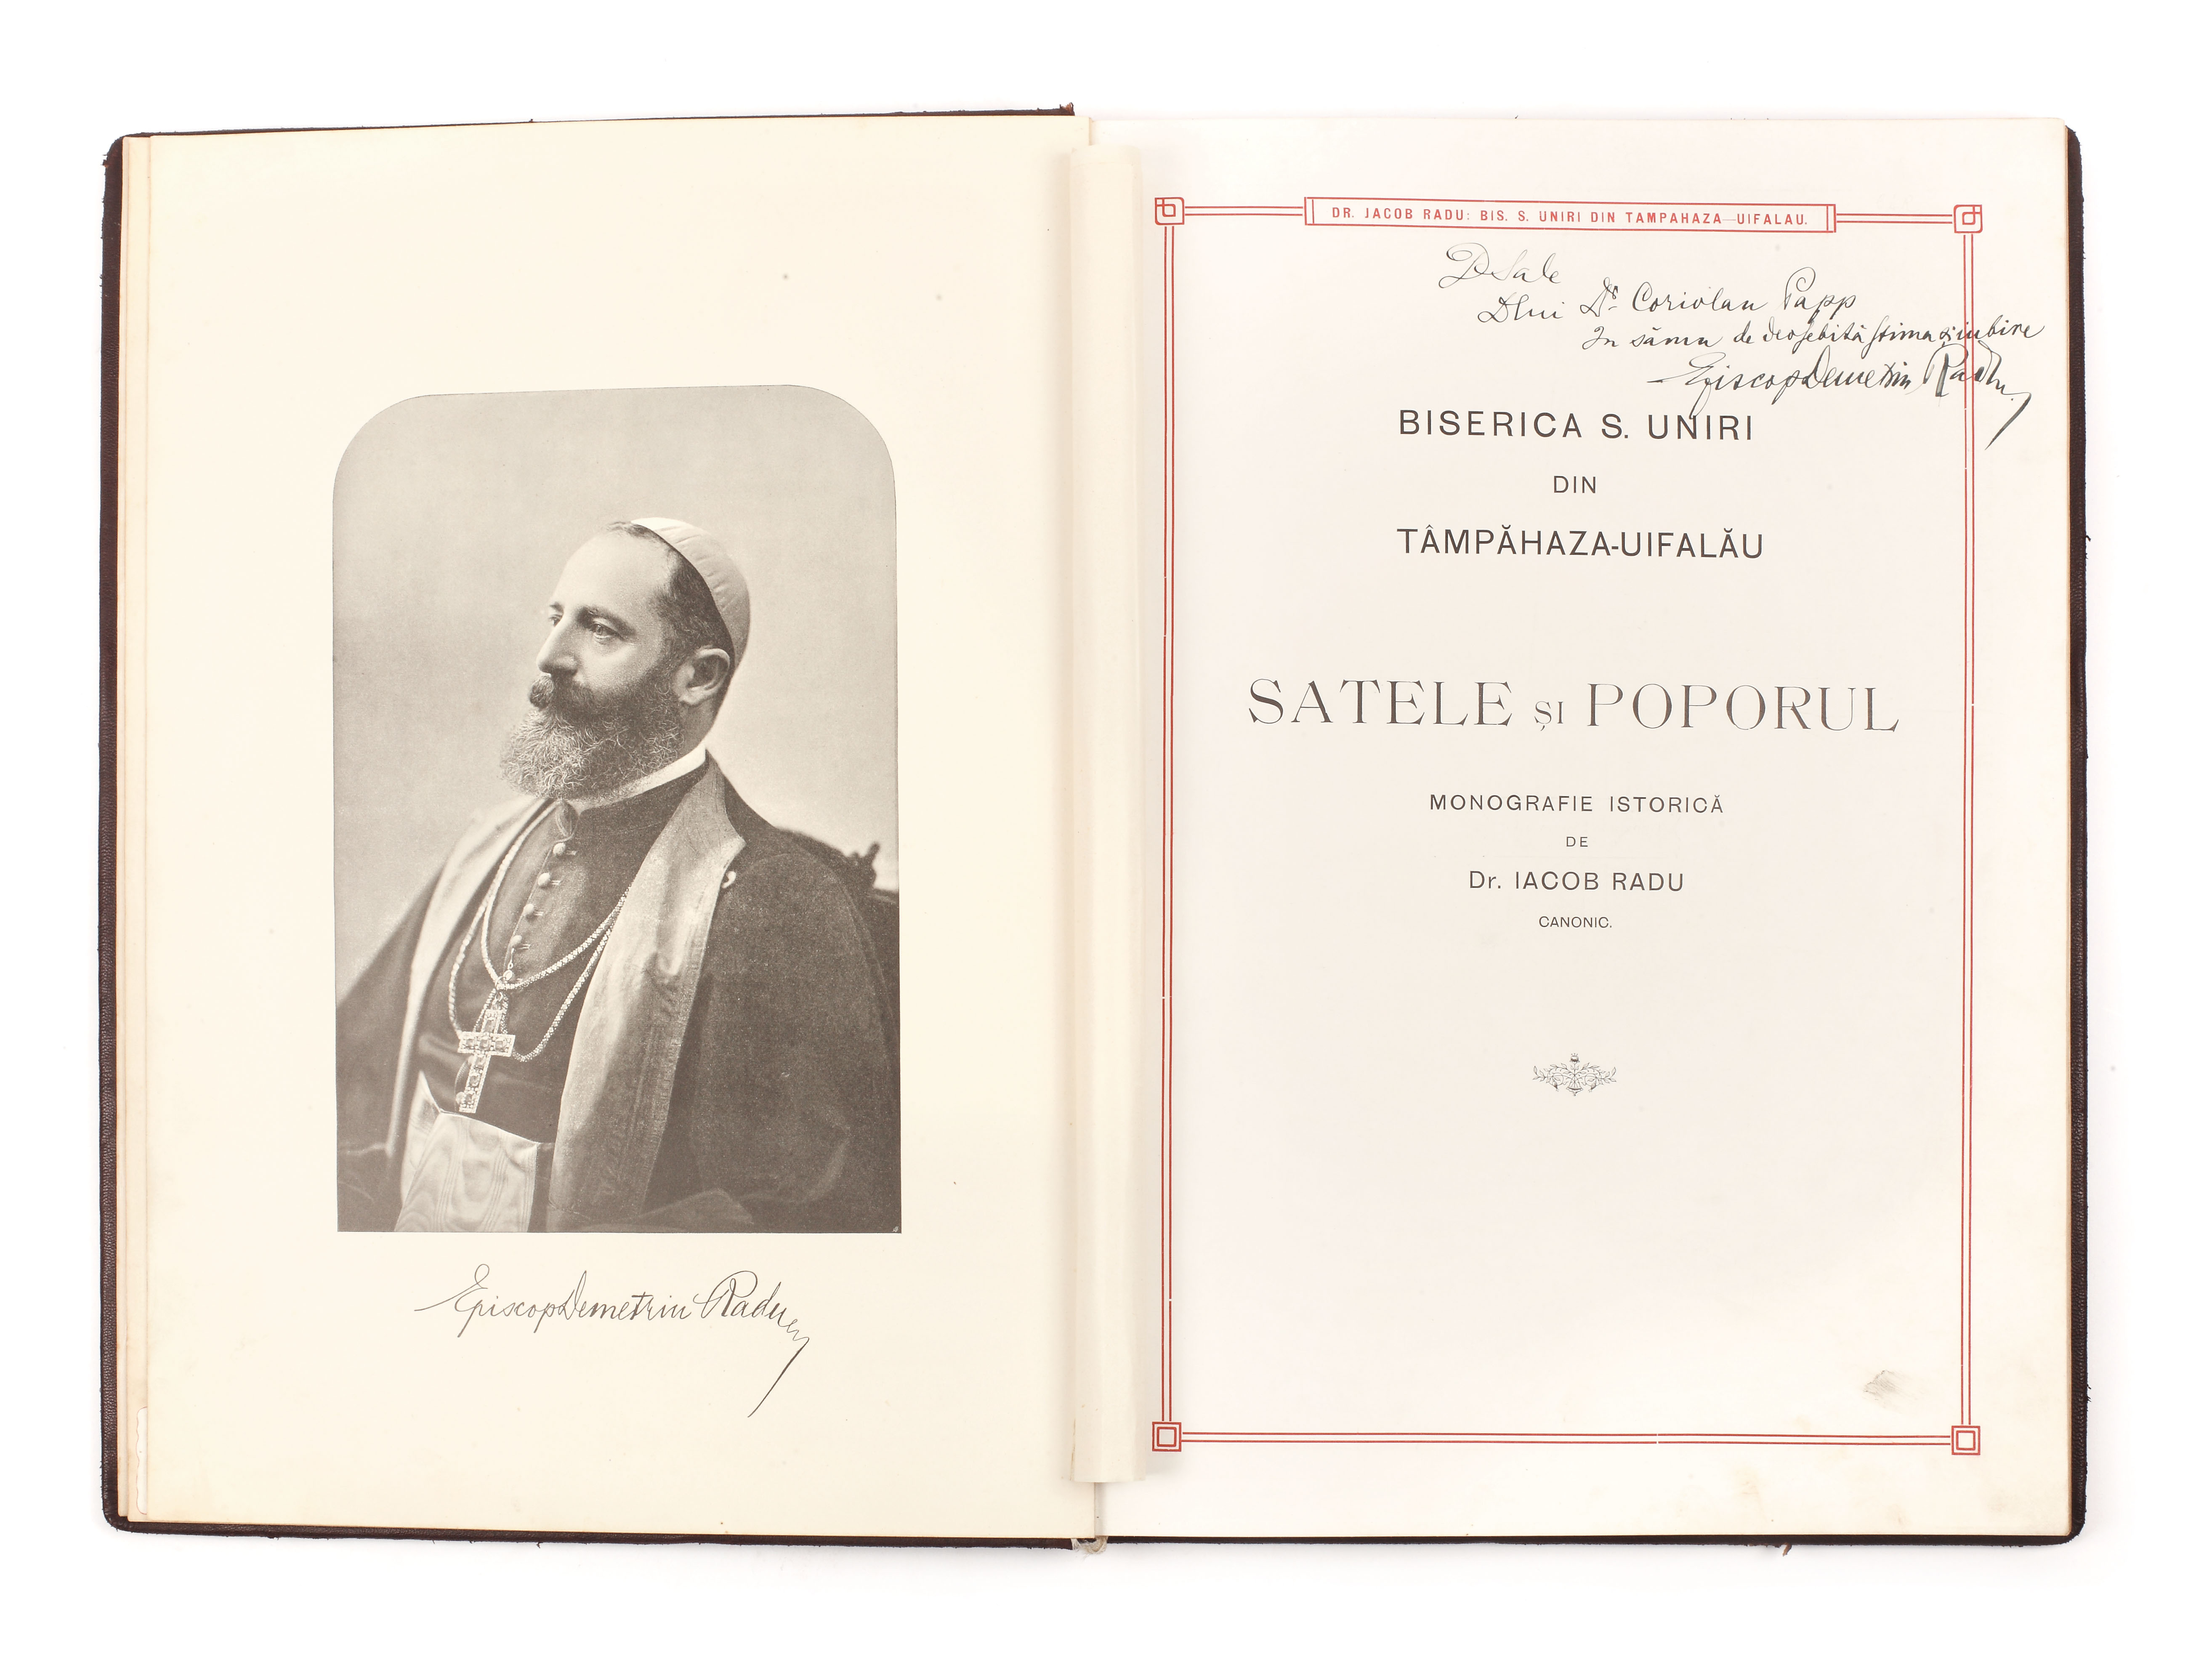 Episcop Demetriu Radu
DR. JACOB RADU: BIS. S. UNIRI DIN TAMPAHAZA—UIFALAU.
D Sale
Dlui Dr. Coriolan Papp
In sămn de deosebită stima și iubire
Episcop Demetriu Radu
BISERICA S. UNIRI
DIN
TÂMPĂHAZA-UIFALĂU
SATELE ȘI POPORUL
MONOGRAFIE ISTORICĂ
DE
Dr. IACOB RADU
CANONIC.